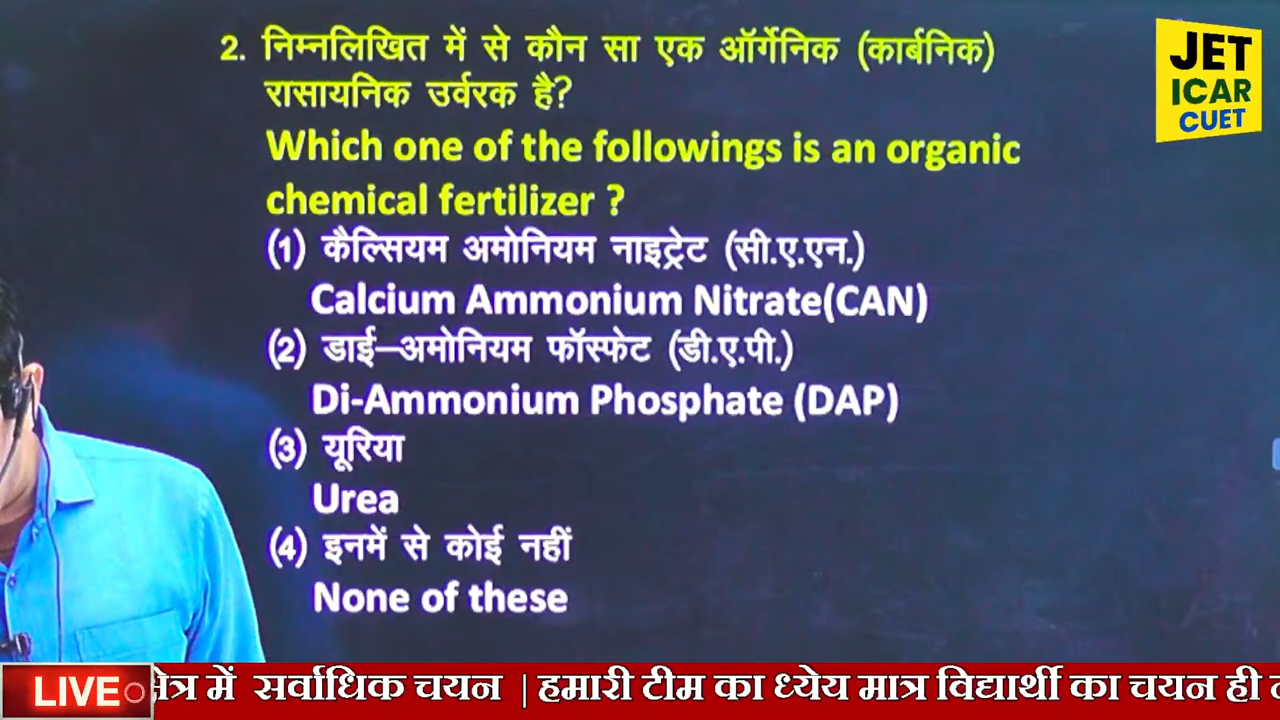 2. निम्नलिखित में से कौन सा एक ऑर्गेनिक (कार्बनिक)
रासायनिक उर्वरक है?
Which one of the followings is an organic
chemical fertilizer ?
(1) कैल्सियम अमोनियम नाइट्रेट (सी.ए.एन.)
Calcium Ammonium Nitrate(CAN)
(2) डाई–अमोनियम फॉस्फेट (डी.ए.पी.)
Di-Ammonium Phosphate (DAP)
(3) यूरिया
Urea
(4) इनमें से कोई नहीं
None of these
JET
ICAR
CUET
LIVE
में सर्वाधिक चयन | हमारी टीम का ध्येय मात्र विद्यार्थी का चयन ही